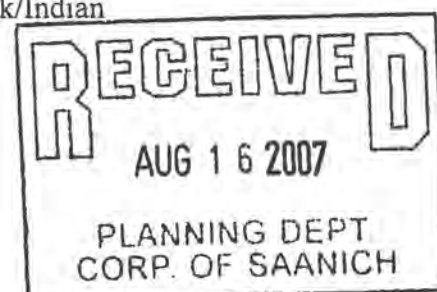 k/Indian
RECEIVED
AUG 16 2007
PLANNING DEPT.
CORP. OF SAANICH